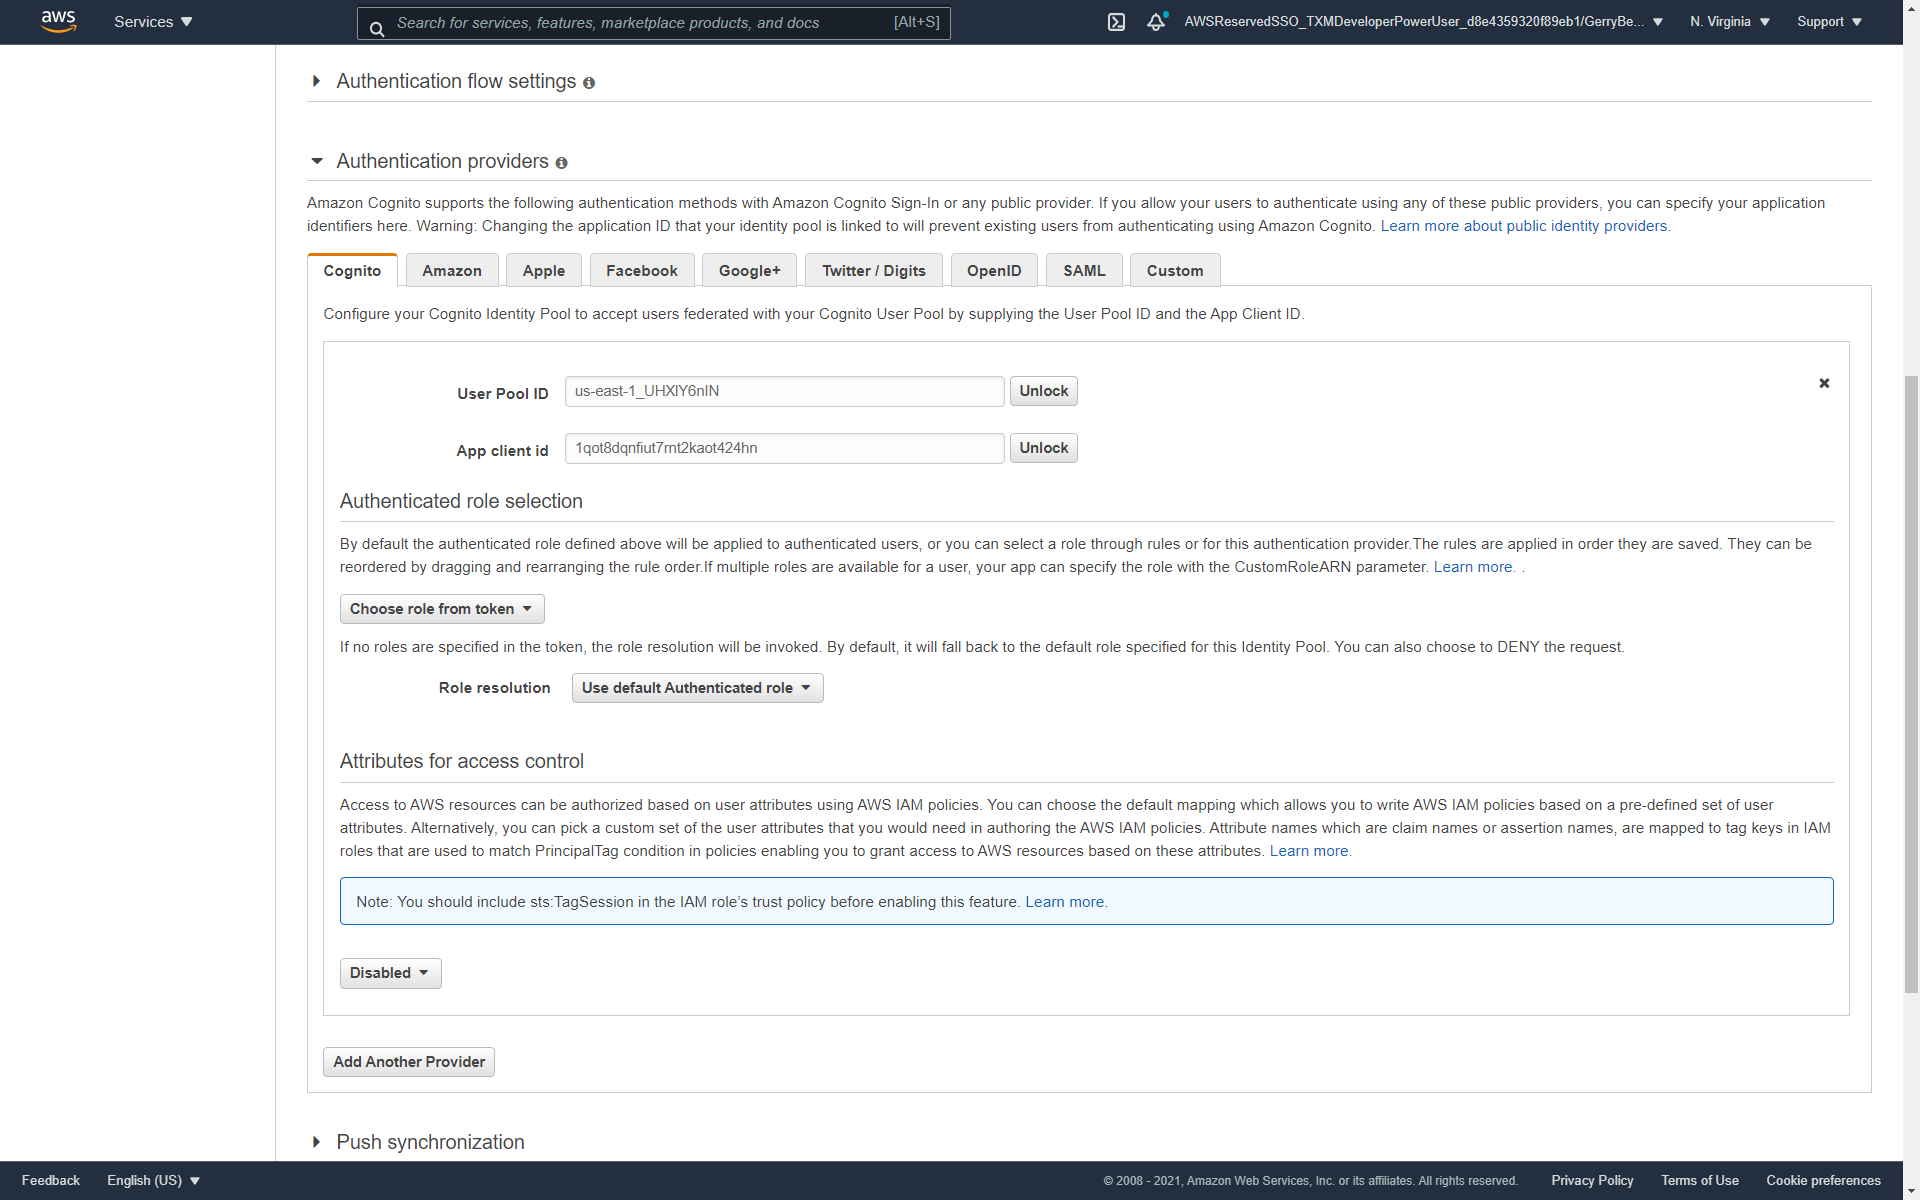 aws
Services
Search for services, features, marketplace products, and docs [Alt+S]
AWSReservedSSO_TXMDeveloperPowerUser_d8e4359320f89eb1/GerryBe...
N. Virginia
Support
Authentication flow settings
Authentication providers
Amazon Cognito supports the following authentication methods with Amazon Cognito Sign-In or any public provider. If you allow your users to authenticate using any of these public providers, you can specify your application
identifiers here. Warning: Changing the application ID that your identity pool is linked to will prevent existing users from authenticating using Amazon Cognito. Learn more about public identity providers.
Cognito Amazon Apple Facebook Google+ Twitter / Digits OpenID SAML Custom
Configure your Cognito Identity Pool to accept users federated with your Cognito User Pool by supplying the User Pool ID and the App Client ID.
User Pool ID us-east-1_UHXlY6nIN Unlock
App client id 1qot8dqnfiut7rnt2kaot424hn Unlock
Authenticated role selection
By default the authenticated role defined above will be applied to authenticated users, or you can select a role through rules or for this authentication provider.The rules are applied in order they are saved. They can be
reordered by dragging and rearranging the rule order.If multiple roles are available for a user, your app can specify the role with the CustomRoleARN parameter. Learn more. .
Choose role from token
If no roles are specified in the token, the role resolution will be invoked. By default, it will fall back to the default role specified for this Identity Pool. You can also choose to DENY the request.
Role resolution Use default Authenticated role
Attributes for access control
Access to AWS resources can be authorized based on user attributes using AWS IAM policies. You can choose the default mapping which allows you to write AWS IAM policies based on a pre-defined set of user
attributes. Alternatively, you can pick a custom set of the user attributes that you would need in authoring the AWS IAM policies. Attribute names which are claim names or assertion names, are mapped to tag keys in IAM
roles that are used to match PrincipalTag condition in policies enabling you to grant access to AWS resources based on these attributes. Learn more.
Note: You should include sts:TagSession in the IAM role’s trust policy before enabling this feature. Learn more.
Disabled
Add Another Provider
Push synchronization
Feedback English (US) © 2008 - 2021, Amazon Web Services, Inc. or its affiliates. All rights reserved. Privacy Policy Terms of Use Cookie preferences